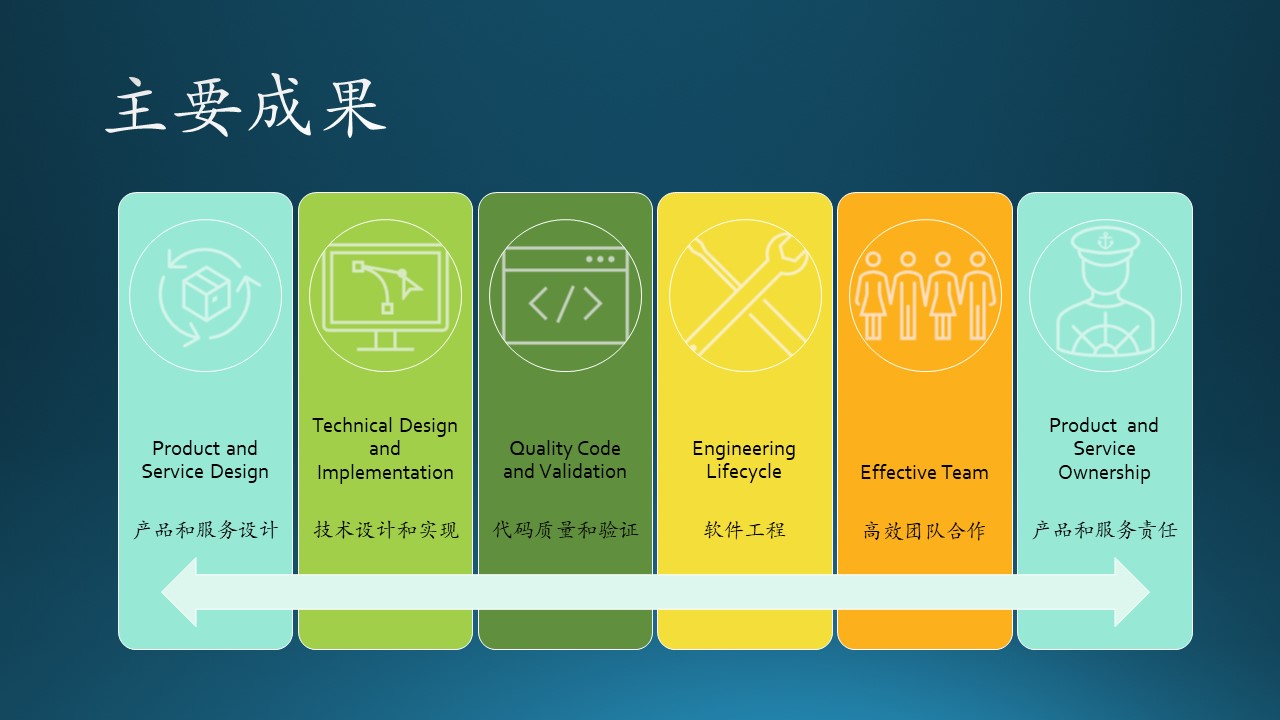 主要成果
Product and
Service Design
产品和服务设计
Technical Design
and
Implementation
技术设计和实现
Quality Code
and Validation
代码质量和验证
Engineering
Lifecycle
软件工程
Effective Team
高效团队合作
Product and
Service
Ownership
产品和服务责任